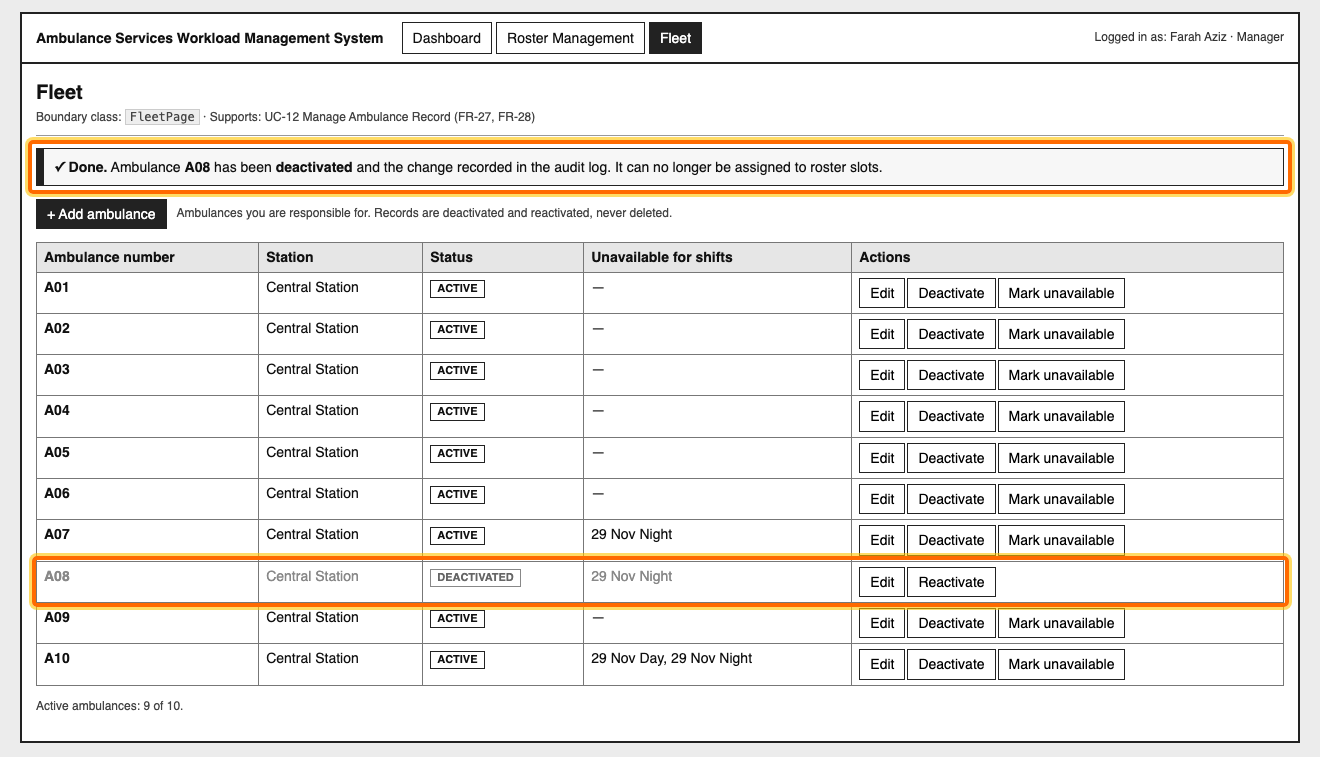 Ambulance Services Workload Management System Dashboard Roster Management Fleet Logged in as: Farah Aziz · Manager
Fleet
Boundary class: FleetPage · Supports: UC-12 Manage Ambulance Record (FR-27, FR-28)
✓ Done. Ambulance A08 has been deactivated and the change recorded in the audit log. It can no longer be assigned to roster slots.
+ Add ambulance Ambulances you are responsible for. Records are deactivated and reactivated, never deleted.
Ambulance number Station Status Unavailable for shifts Actions
A01 Central Station ACTIVE — Edit Deactivate Mark unavailable
A02 Central Station ACTIVE — Edit Deactivate Mark unavailable
A03 Central Station ACTIVE — Edit Deactivate Mark unavailable
A04 Central Station ACTIVE — Edit Deactivate Mark unavailable
A05 Central Station ACTIVE — Edit Deactivate Mark unavailable
A06 Central Station ACTIVE — Edit Deactivate Mark unavailable
A07 Central Station ACTIVE 29 Nov Night Edit Deactivate Mark unavailable
A08 Central Station DEACTIVATED 29 Nov Night Edit Reactivate
A09 Central Station ACTIVE — Edit Deactivate Mark unavailable
A10 Central Station ACTIVE 29 Nov Day, 29 Nov Night Edit Deactivate Mark unavailable
Active ambulances: 9 of 10.